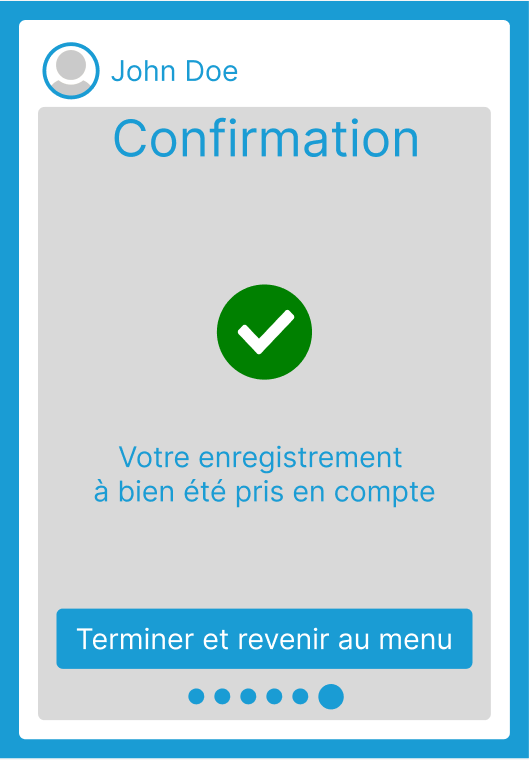 John Doe
Confirmation
Votre enregistrement
à bien été pris en compte
Terminer et revenir au menu